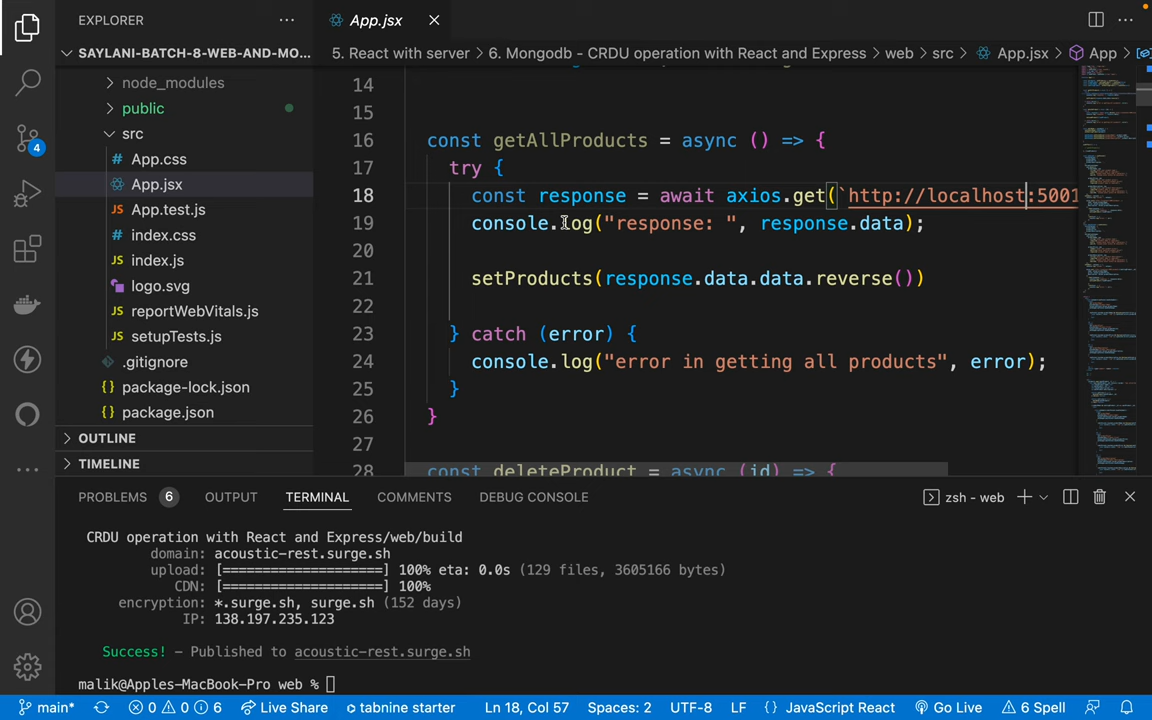 EXPLORER
App.jsx
SAYLANI-BATCH-8-WEB-AND-MO...
5. React with server > 6. Mongodb - CRDU operation with React and Express > web > src > App.jsx > App >
node_modules
public
src
App.css
App.jsx
App.test.js
index.css
index.js
logo.svg
reportWebVitals.js
setupTests.js
.gitignore
package-lock.json
package.json
OUTLINE
TIMELINE
4
14
15
16 const getAllProducts = async () => {
17 try {
18 const response = await axios.get(`http://localhost:5001
19 console.log("response: ", response.data);
20
21 setProducts(response.data.data.reverse())
22
23 } catch (error) {
24 console.log("error in getting all products", error);
25 }
26 }
27
28 const deleteProduct = async (id) => {
PROBLEMS 6 OUTPUT TERMINAL COMMENTS DEBUG CONSOLE zsh - web
CRDU operation with React and Express/web/build
domain: acoustic-rest.surge.sh
upload: [====================] 100% eta: 0.0s (129 files, 3605166 bytes)
CDN: [====================] 100%
encryption: *.surge.sh, surge.sh (152 days)
IP: 138.197.235.123
Success! - Published to acoustic-rest.surge.sh
malik@Apples-MacBook-Pro web %
main* 0 0 6 Live Share tabnine starter Ln 18, Col 57 Spaces: 2 UTF-8 LF {} JavaScript React Go Live 6 Spell